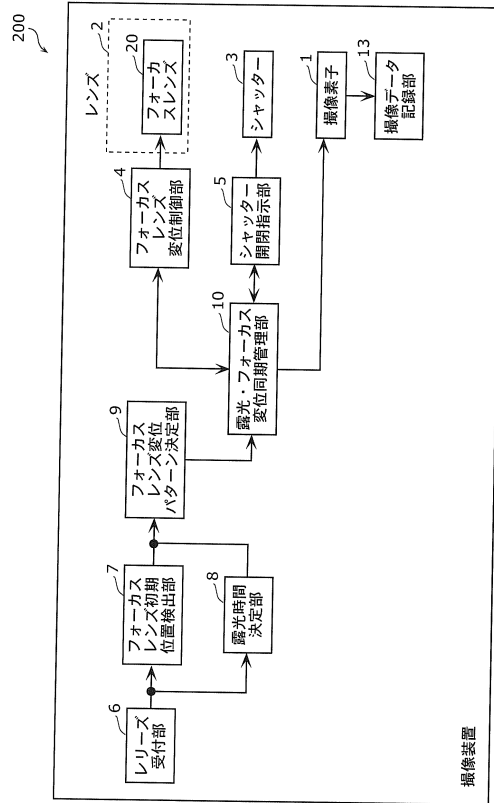 200
撮像装置
6
レリーズ
受付部
7
フォーカス
レンズ初期
位置検出部
8
露光時間
決定部
9
フォーカス
レンズ変位
パターン決定部
10
露光・フォーカス
変位同期管理部
4
フォーカス
レンズ
変位制御部
レンズ
2
20
フォーカ
スレンズ
5
シャッター
開閉指示部
3
シャッター
1
撮像素子
13
撮像データ
記録部